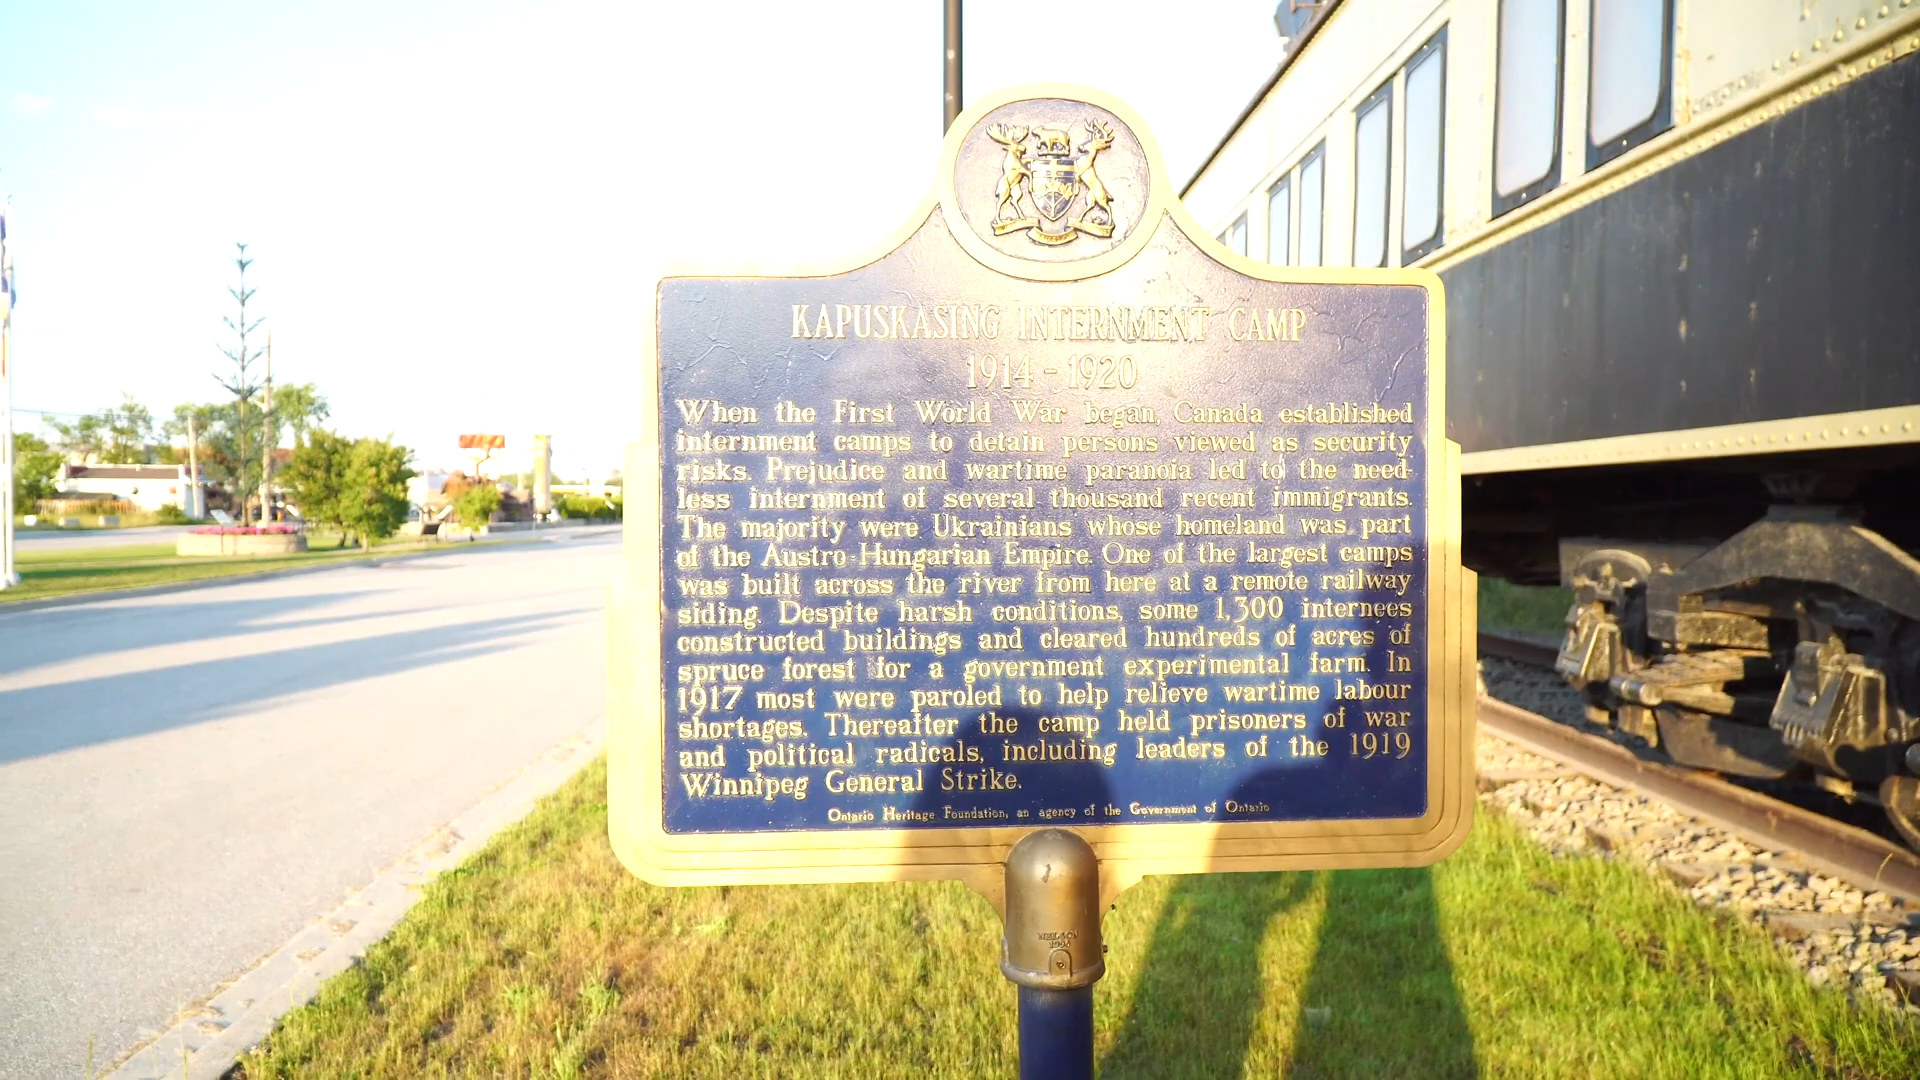 KAPUSKASING INTERNMENT CAMP
1914-1920
When the First World War began, Canada established
internment camps to detain persons viewed as security
risks. Prejudice and wartime paranoia led to the need-
less internment of several thousand recent immigrants.
The majority were Ukrainians whose homeland was part
of the Austro-Hungarian Empire. One of the largest camps
was built across the river from here at a remote railway
siding. Despite harsh conditions, some 1,300 internees
constructed buildings and cleared hundreds of acres of
spruce forest for a government experimental farm. In
1917 most were paroled to help relieve wartime labour
shortages. Thereafter the camp held prisoners of war
and political radicals, including leaders of the 1919
Winnipeg General Strike.
Ontario Heritage Foundation, an agency of the Government of Ontario